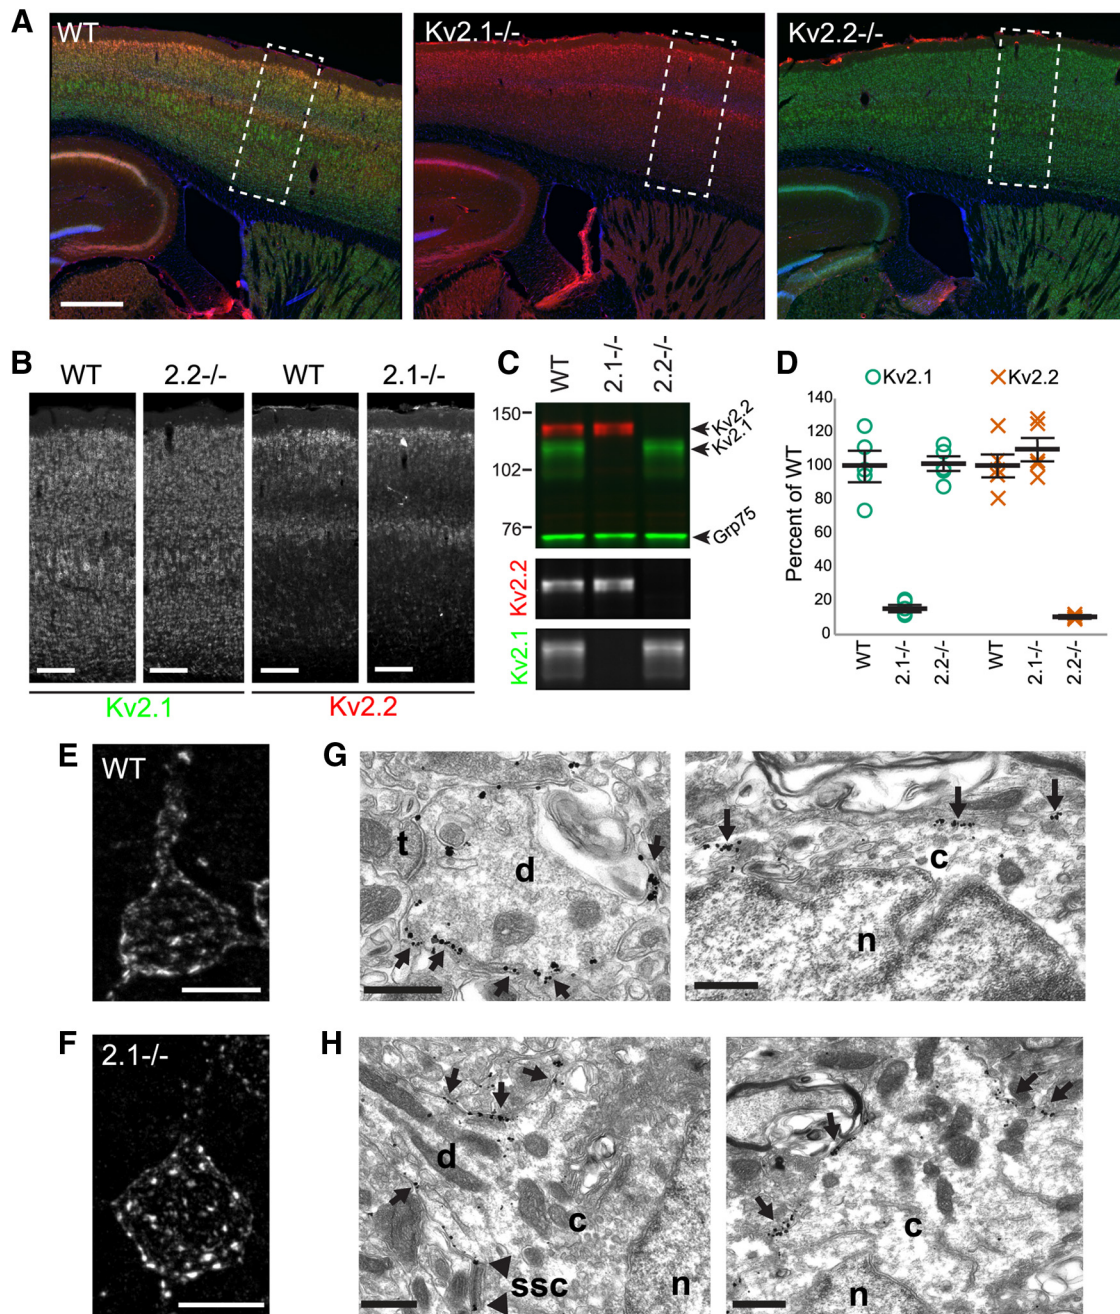 A
WT
Kv2.1-/-
Kv2.2-/-
B
WT
2.2-/-
WT
2.1-/-
Kv2.1
Kv2.2
C
WT
2.1-/-
2.2-/-
150
102
76
Kv2.2
Kv2.1
Grp75
Kv2.2
Kv2.1
D
Kv2.1
Kv2.2
Percent of WT
140
120
100
80
60
40
20
0
WT
2.1-/-
2.2-/-
WT
2.1-/-
2.2-/-
E
WT
F
2.1-/-
G
t
d
c
n
H
d
c
ssc
n
c
n